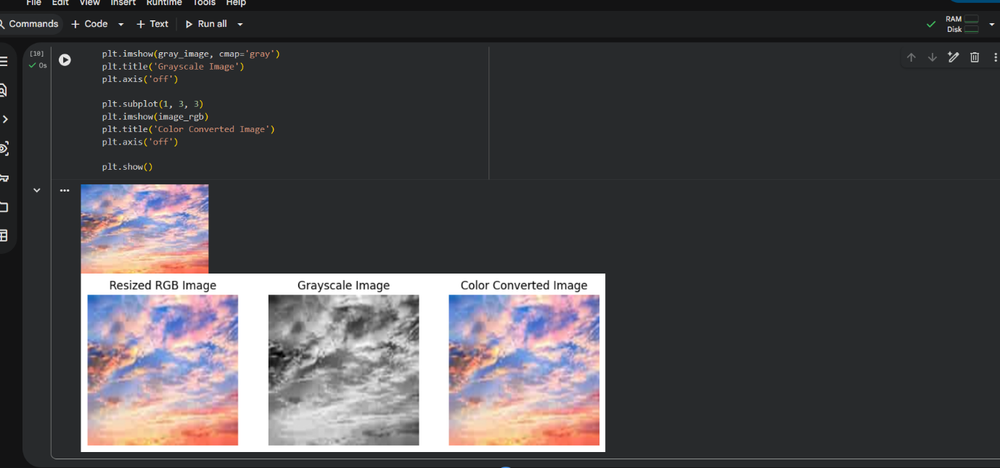 File Edit View Insert Runtime Tools Help
Commands + Code + Text Run all
RAM
Disk
[10]
0s
plt.imshow(gray_image, cmap='gray')
plt.title('Grayscale Image')
plt.axis('off')
plt.subplot(1, 3, 3)
plt.imshow(image_rgb)
plt.title('Color Converted Image')
plt.axis('off')
plt.show()
Resized RGB Image Grayscale Image Color Converted Image